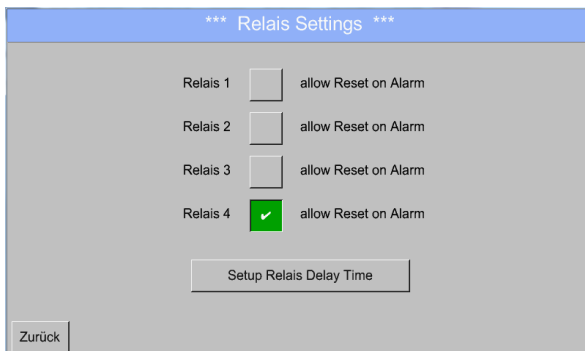 *** Relais Settings ***
Relais 1 allow Reset on Alarm
Relais 2 allow Reset on Alarm
Relais 3 allow Reset on Alarm
Relais 4 ✔ allow Reset on Alarm
Setup Relais Delay Time
Zurück